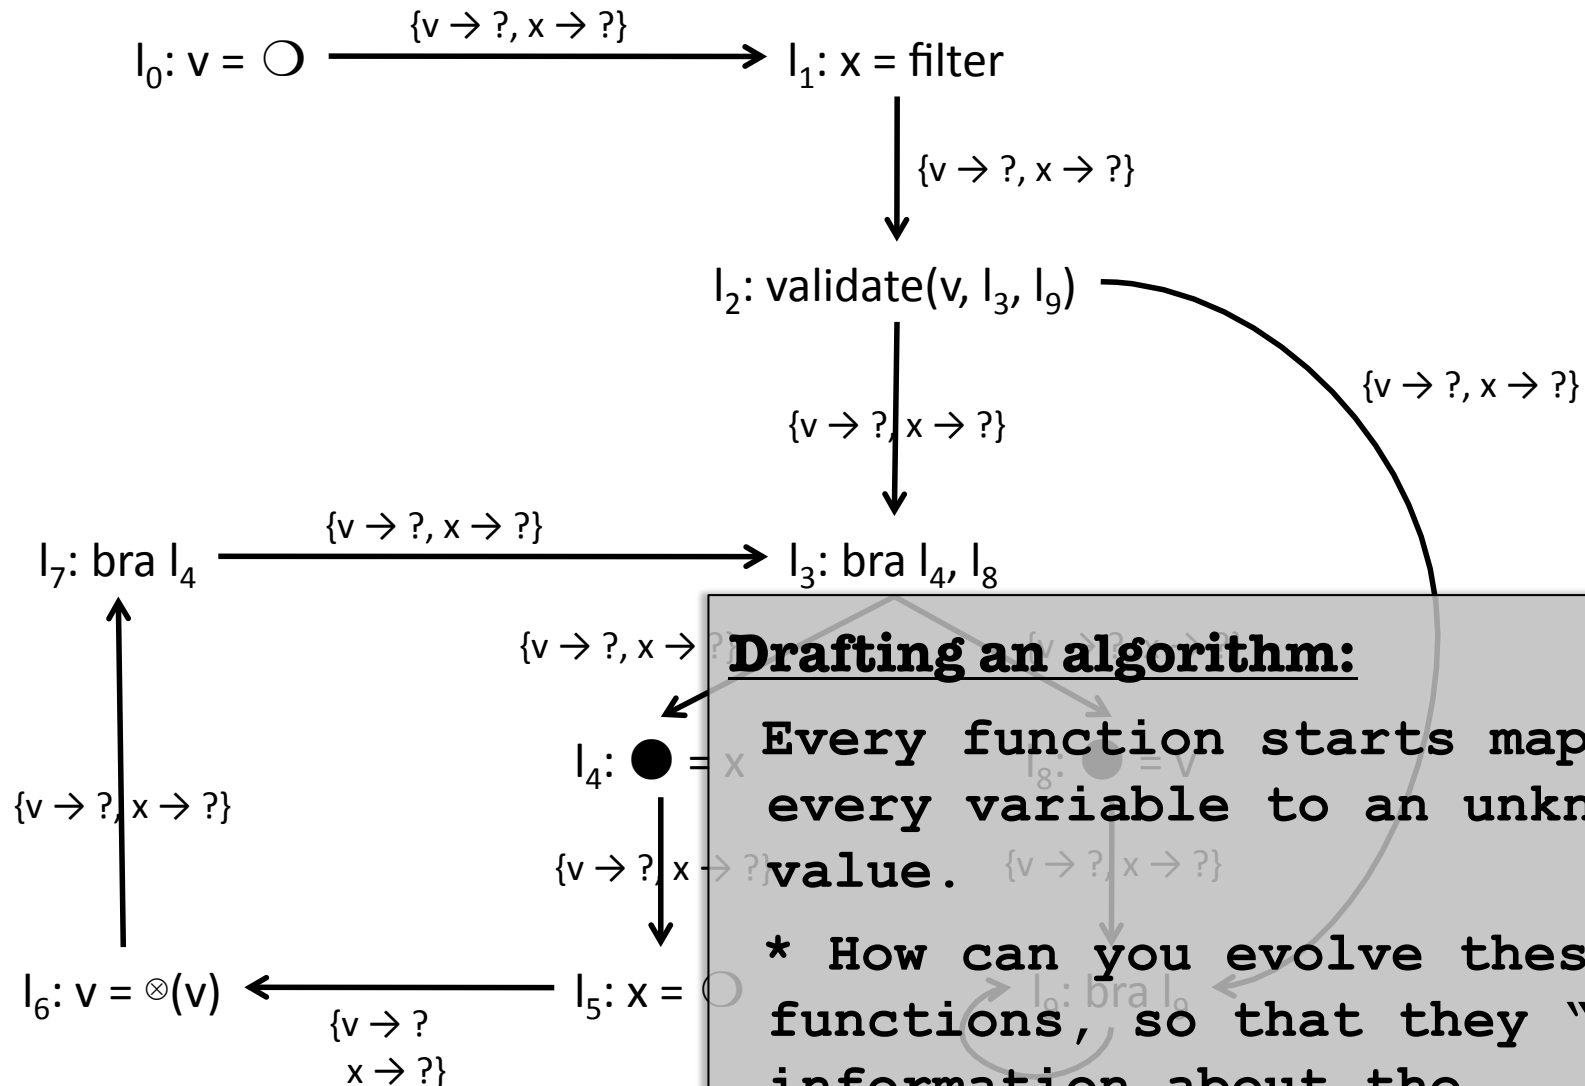 {v → ?, x → ?}
l₀: v = ❍
l₁: x = filter
{v → ?, x → ?}
l₂: validate(v, l₃, l₉)
{v → ?, x → ?}
{v → ?, x → ?}
{v → ?, x → ?}
l₇: bra l₄
l₃: bra l₄, l₈
{v → ?, x → ?}
{v → ?, x → ?}
Drafting an algorithm:
l₄: ● = x
l₈: ● = v
Every function starts map
{v → ?, x → ?}
every variable to an unkn
{v → ?, x → ?}
{v → ?, x → ?}
value.
* How can you evolve thes
l₆: v = ⊗(v)
l₅: x = ❍
l₉: bra l₉
functions, so that they “
{v → ?
x → ?}
information about the